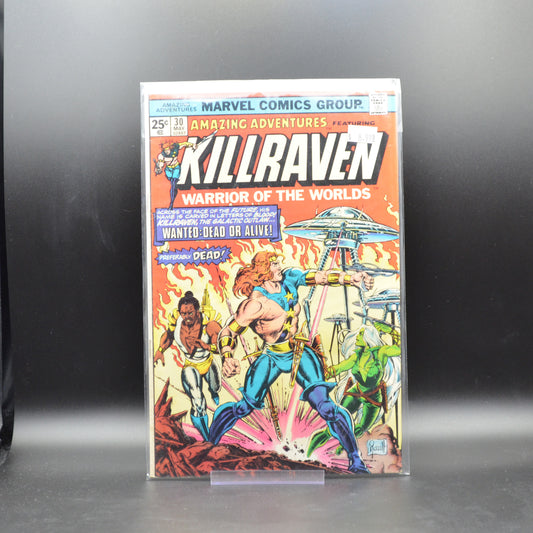 AMAZING
ADVENTURES
MARVEL COMICS GROUP
25¢
30
MAY
AMAZING ADVENTURES FEATURING
KILLRAVEN
WARRIOR OF THE WORLDS
ACROSS THE FACE OF THE FUTURE, HIS
NAME IS CARVED IN LETTERS OF BLOOD!
KILLRAVEN, THE GALACTIC OUTLAW...
WANTED: DEAD OR ALIVE!
PREFERABLY DEAD!